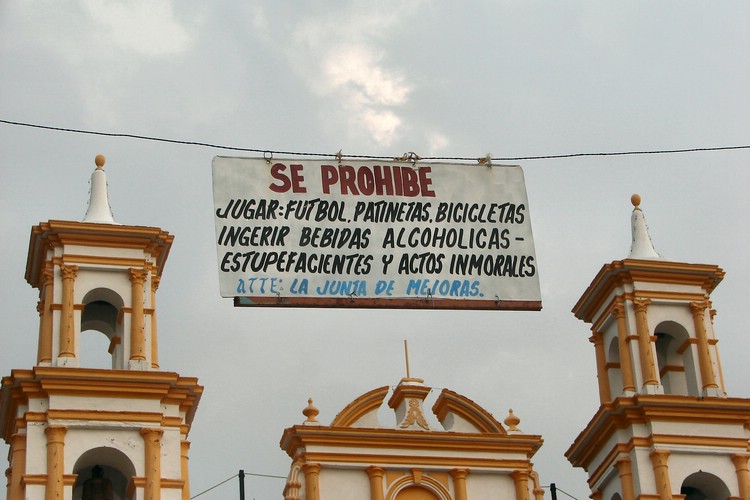 SE PROHIBE
JUGAR: FUTBOL, PATINETAS, BICICLETAS
INGERIR BEBIDAS ALCOHOLICAS -
ESTUPEFACIENTES Y ACTOS INMORALES
ATTE: LA JUNTA DE MEJORAS.